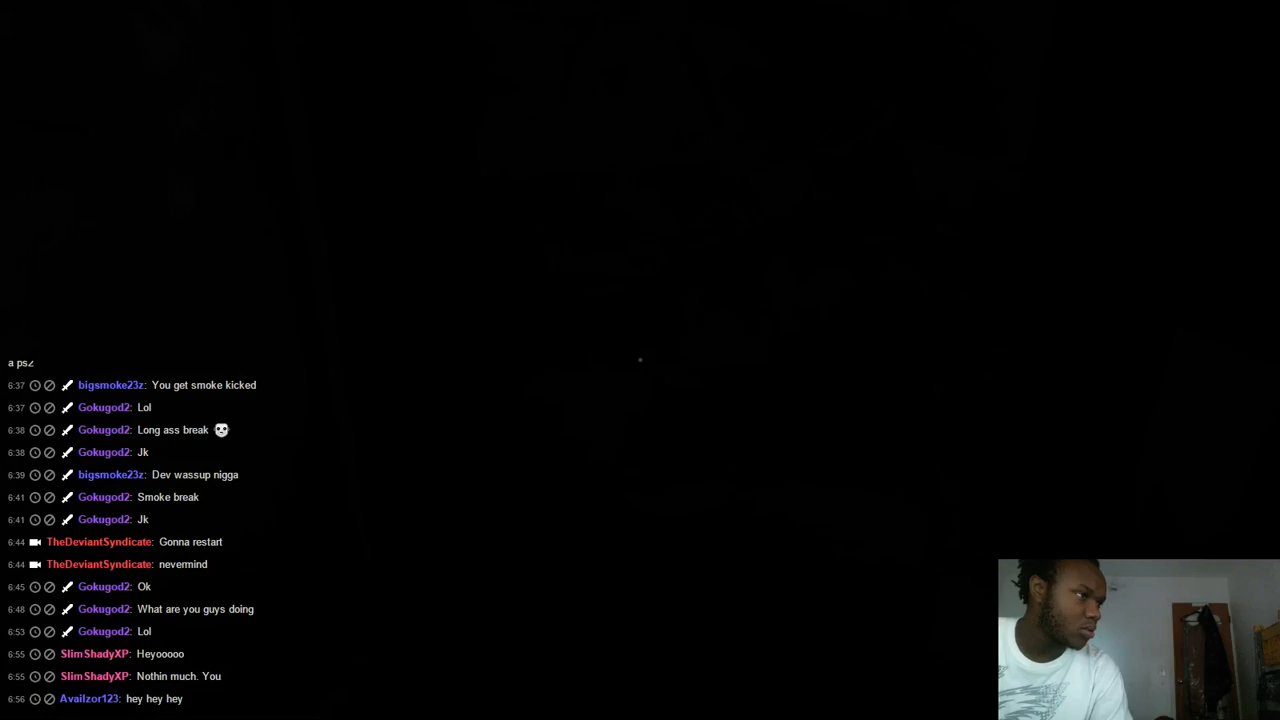 a ps2
6:37 bigsmoke23z: You get smoke kicked
6:37 Gokugod2: Lol
6:38 Gokugod2: Long ass break
6:38 Gokugod2: Jk
6:39 bigsmoke23z: Dev wassup nigga
6:41 Gokugod2: Smoke break
6:41 Gokugod2: Jk
6:44 TheDeviantSyndicate: Gonna restart
6:44 TheDeviantSyndicate: nevermind
6:45 Gokugod2: Ok
6:48 Gokugod2: What are you guys doing
6:53 Gokugod2: Lol
6:55 SlimShadyXP: Heyooooo
6:55 SlimShadyXP: Nothin much. You
6:56 Availzor123: hey hey hey